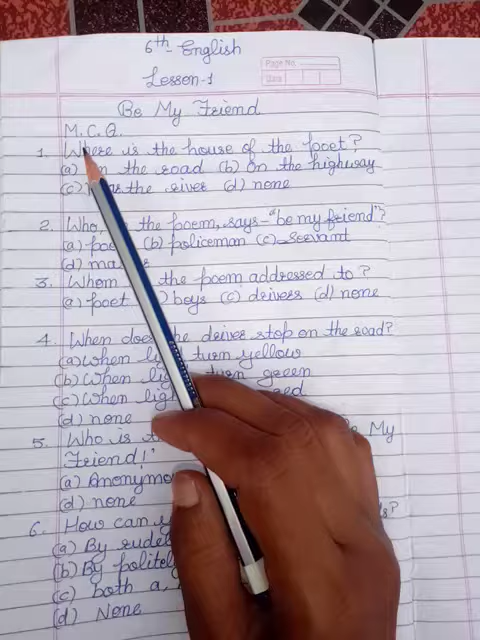 6th English
Page No.
Date
Lesson-1
Be My Friend
M.C.Q.
1. Where is the house of the poet?
(a) the road (b) on the highway
(c) the river (d) none
2. Who, the poem, says - "be my friend"?
(a) (b) policeman (c) servant
(d)
3. Whom the poem addressed to?
(a) poet boys (c) drivers (d) none
4. When does driver stop on the road?
(a) When turn yellow
(b) When turn green
(c) When
(d) none
5. Who is Be My
Friend!"
(a)
(d) none
6. How can
(a) By
(b) By politely
(c) both a,
(d) None